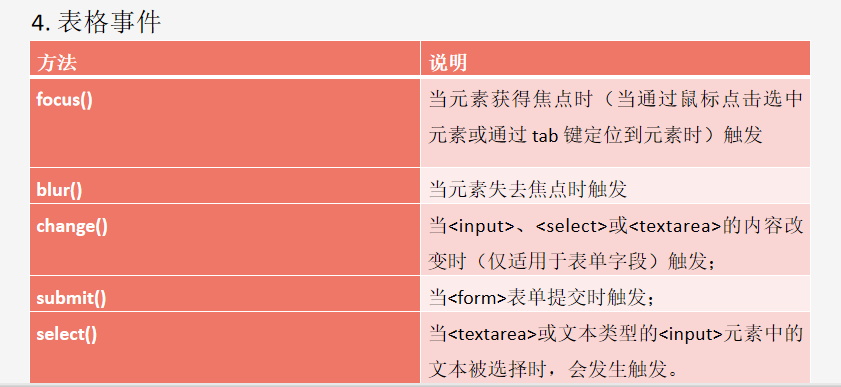 4. 表格事件
方法
说明
focus()
当元素获得焦点时（当通过鼠标点击选中
元素或通过 tab 键定位到元素时）触发
blur()
当元素失去焦点时触发
change()
当<input>、<select>或<textarea>的内容改
变时（仅适用于表单字段）触发；
submit()
当<form>表单提交时触发；
select()
当<textarea>或文本类型的<input>元素中的
文本被选择时，会发生触发。